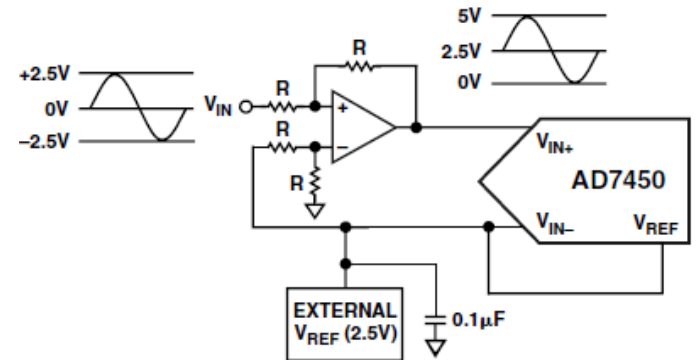 +2.5V
0V
–2.5V
V_IN
R
R
R
R
+
–
5V
2.5V
0V
V_IN+
AD7450
V_IN–
V_REF
EXTERNAL
V_REF (2.5V)
0.1μF